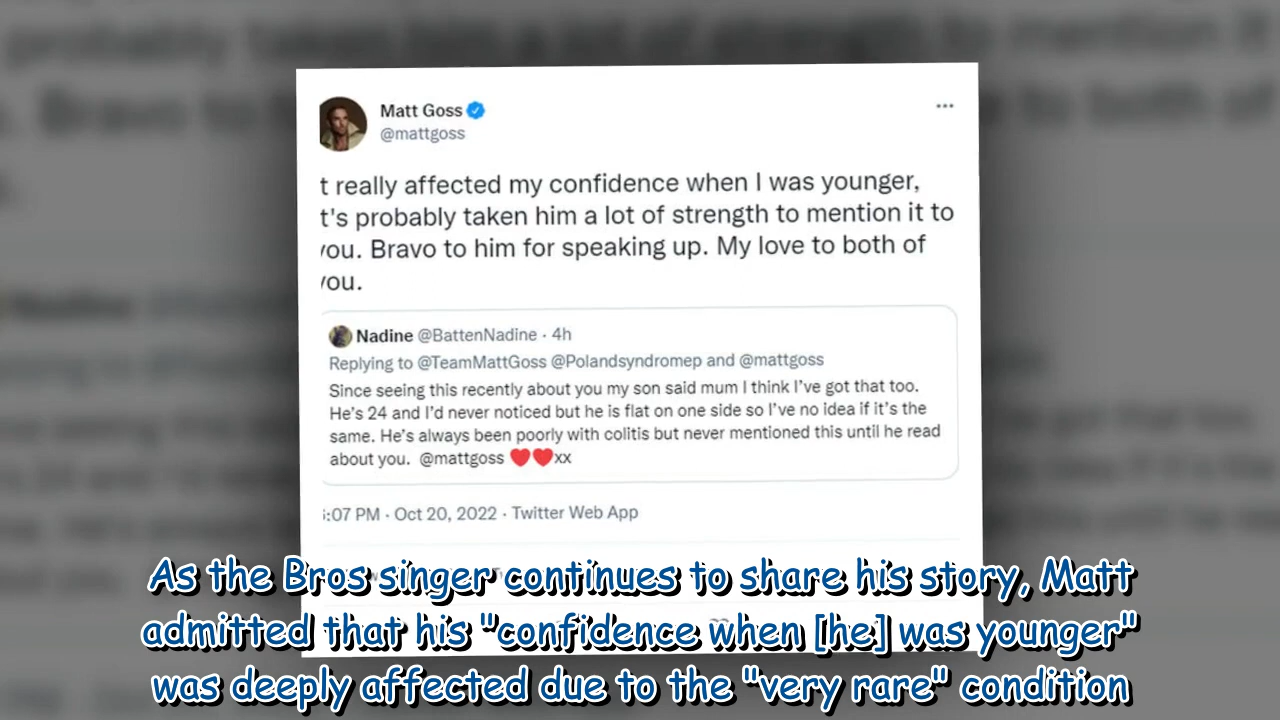 Matt Goss
@mattgoss
t really affected my confidence when I was younger,
t's probably taken him a lot of strength to mention it to
you. Bravo to him for speaking up. My love to both of
you.
Nadine @BattenNadine · 4h
Replying to @TeamMattGoss @Polandsyndromep and @mattgoss
Since seeing this recently about you my son said mum I think I've got that too.
He's 24 and I'd never noticed but he is flat on one side so I've no idea if it's the
same. He's always been poorly with colitis but never mentioned this until he read
about you. @mattgoss ❤️❤️xx
:07 PM · Oct 20, 2022 · Twitter Web App
As the Bros singer continues to share his story, Matt
admitted that his "confidence when [he] was younger"
was deeply affected due to the "very rare" condition